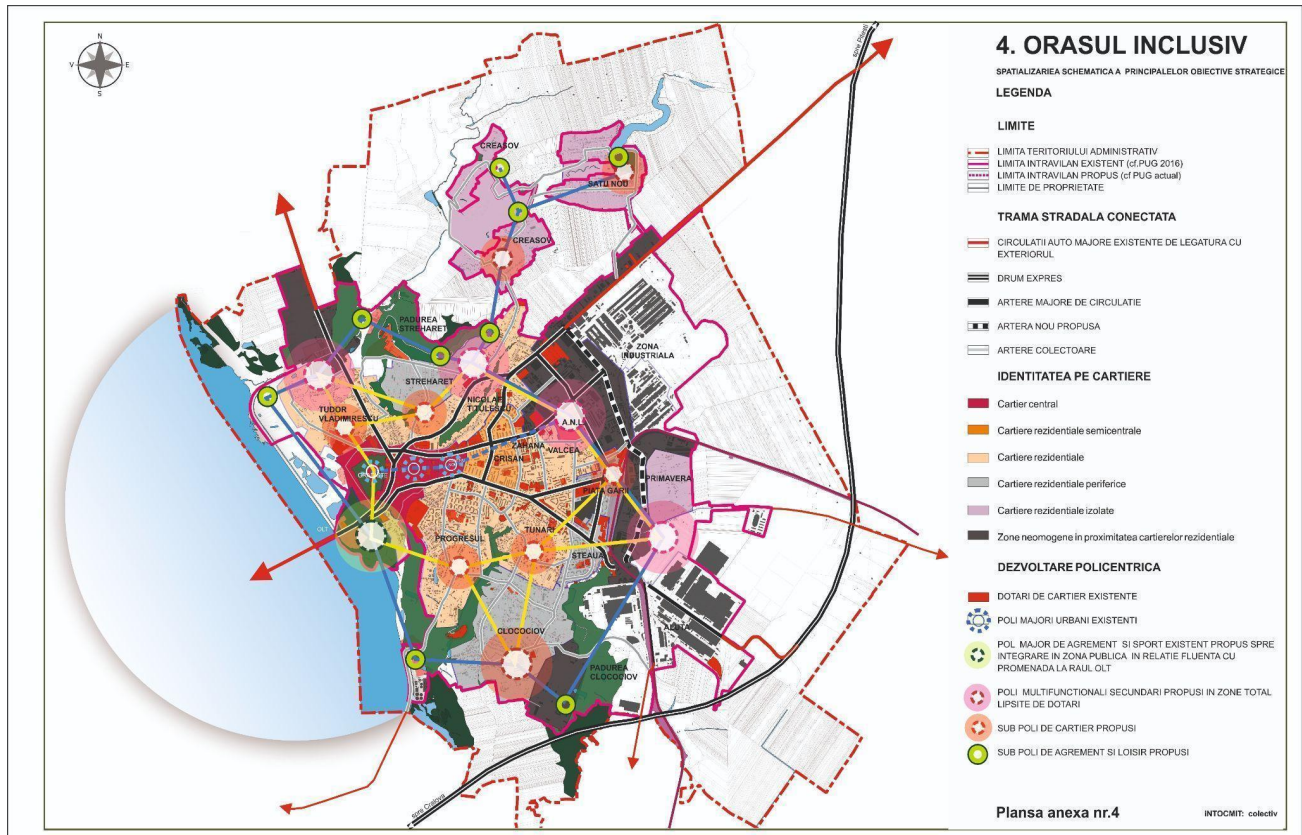 4. ORASUL INCLUSIV
SPATIALIZAREA SCHEMATICA A PRINCIPALELOR OBIECTIVE STRATEGICE
LEGENDA
LIMITE
LIMITA TERITORIULUI ADMINISTRATIV
LIMITA INTRAVILAN EXISTENT (cf.PUG 2016)
LIMITA INTRAVILAN PROPUS (cf PUG actual)
LIMITE DE PROPRIETATE
TRAMA STRADALA CONECTATA
CIRCULATII AUTO MAJORE EXISTENTE DE LEGATURA CU
EXTERIORUL
DRUM EXPRES
ARTERE MAJORE DE CIRCULATIE
ARTERA NOU PROPUSA
ARTERE COLECTOARE
IDENTITATEA PE CARTIERE
Cartier central
Cartiere rezidentiale semicentrale
Cartiere rezidentiale
Cartiere rezidentiale periferice
Cartiere rezidentiale izolate
Zone neomogene in proximitatea cartierelor rezidentiale
DEZVOLTARE POLICENTRICA
DOTARI DE CARTIER EXISTENTE
POLI MAJORI URBANI EXISTENTI
POL MAJOR DE AGREMENT SI SPORT EXISTENT PROPUS SPRE
INTEGRARE IN ZONA PUBLICA IN RELATIE FLUENTA CU
PROMENADA LA RAUL OLT
POLI MULTIFUNCTIONALI SECUNDARI PROPUSI IN ZONE TOTAL
LIPSITE DE DOTARI
SUB POLI DE CARTIER PROPUSI
SUB POLI DE AGREMENT SI LOISIR PROPUSI
Plansa anexa nr.4
INTOCMIT: colectiv
N
V
E
S
spre Pitesti
CREASOV
SATU NOU
CREASOV
PADUREA
STREHARET
ZONA
INDUSTRIALA
STREHARET
NICOLAE
TITULESCU
TUDOR
VLADIMIRESCU
A.N.L.
ZAHANA
VALCEA
CRISAN
PRIMAVERA
PIATA GARII
OLT
PROGRESUL
TUNARI
STEAUA
CLOCOCIOV
PADUREA
CLOCOCIOV
spre Craiova